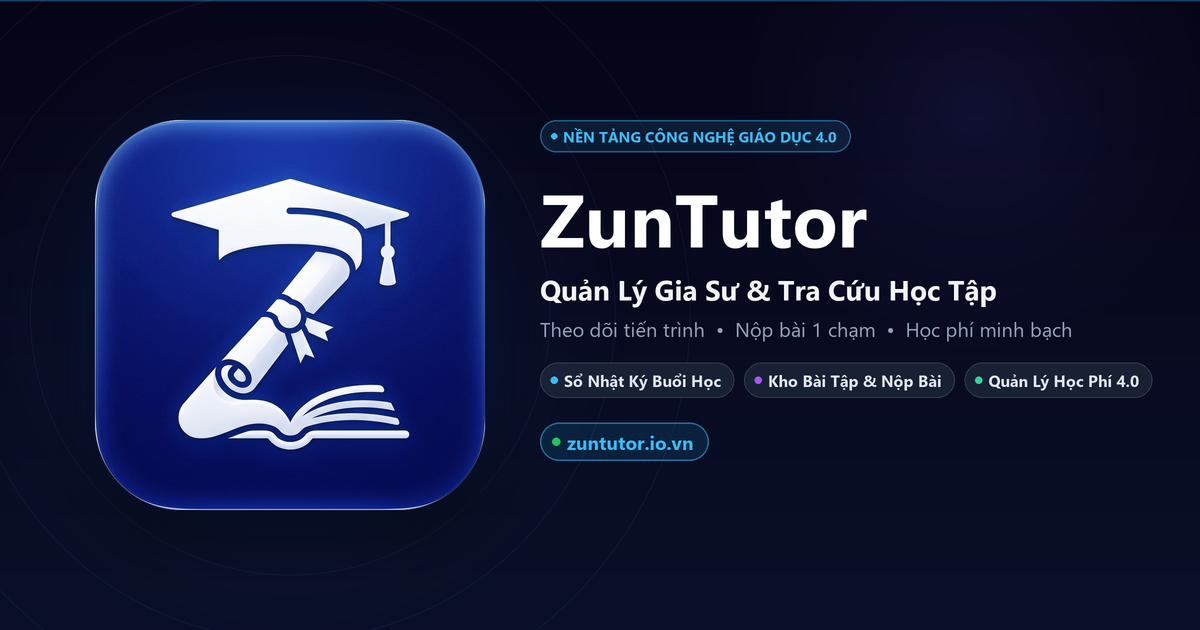 NỀN TẢNG CÔNG NGHỆ GIÁO DỤC 4.0
ZunTutor
Quản Lý Gia Sư & Tra Cứu Học Tập
Theo dõi tiến trình • Nộp bài 1 chạm • Học phí minh bạch
Sổ Nhật Ký Buổi Học
Kho Bài Tập & Nộp Bài
Quản Lý Học Phí 4.0
zuntutor.io.vn